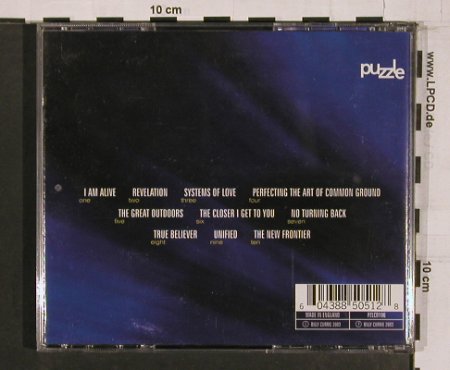 10 cm
puzzle
www.LPCD.de
I AM ALIVE REVELATION SYSTEMS OF LOVE PERFECTING THE ART OF COMMON GROUND
one two three four
THE GREAT OUTDOORS THE CLOSER I GET TO YOU NO TURNING BACK
five six seven
TRUE BELIEVER UNIFIED THE NEW FRONTIER
eight nine ten
6 04388 50512 8
MADE IN ENGLAND
BILLY CURRIE 2002 BILLY CURRIE 2002
10 cm